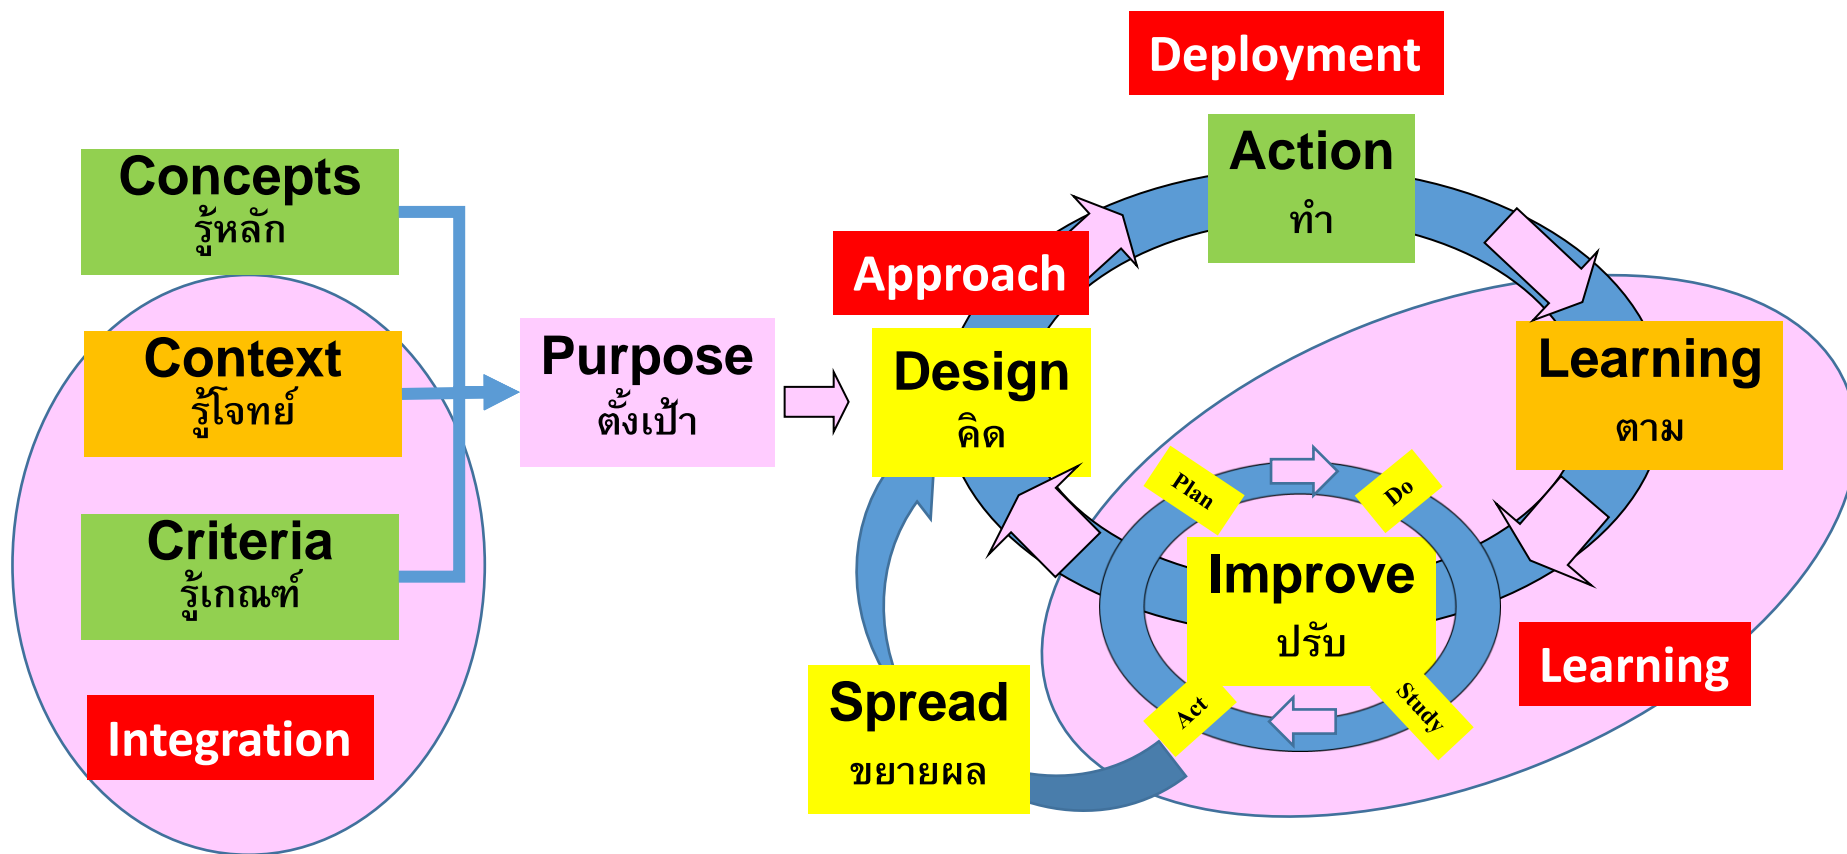 Deployment
Action
ทำ
Concepts
รู้หลัก
Approach
Context
รู้โจทย์
Purpose
ตั้งเป้า
Design
คิด
Learning
ตาม
Plan
Do
Criteria
รู้เกณฑ์
Improve
ปรับ
Learning
Spread
ขยายผล
Act
Study
Integration